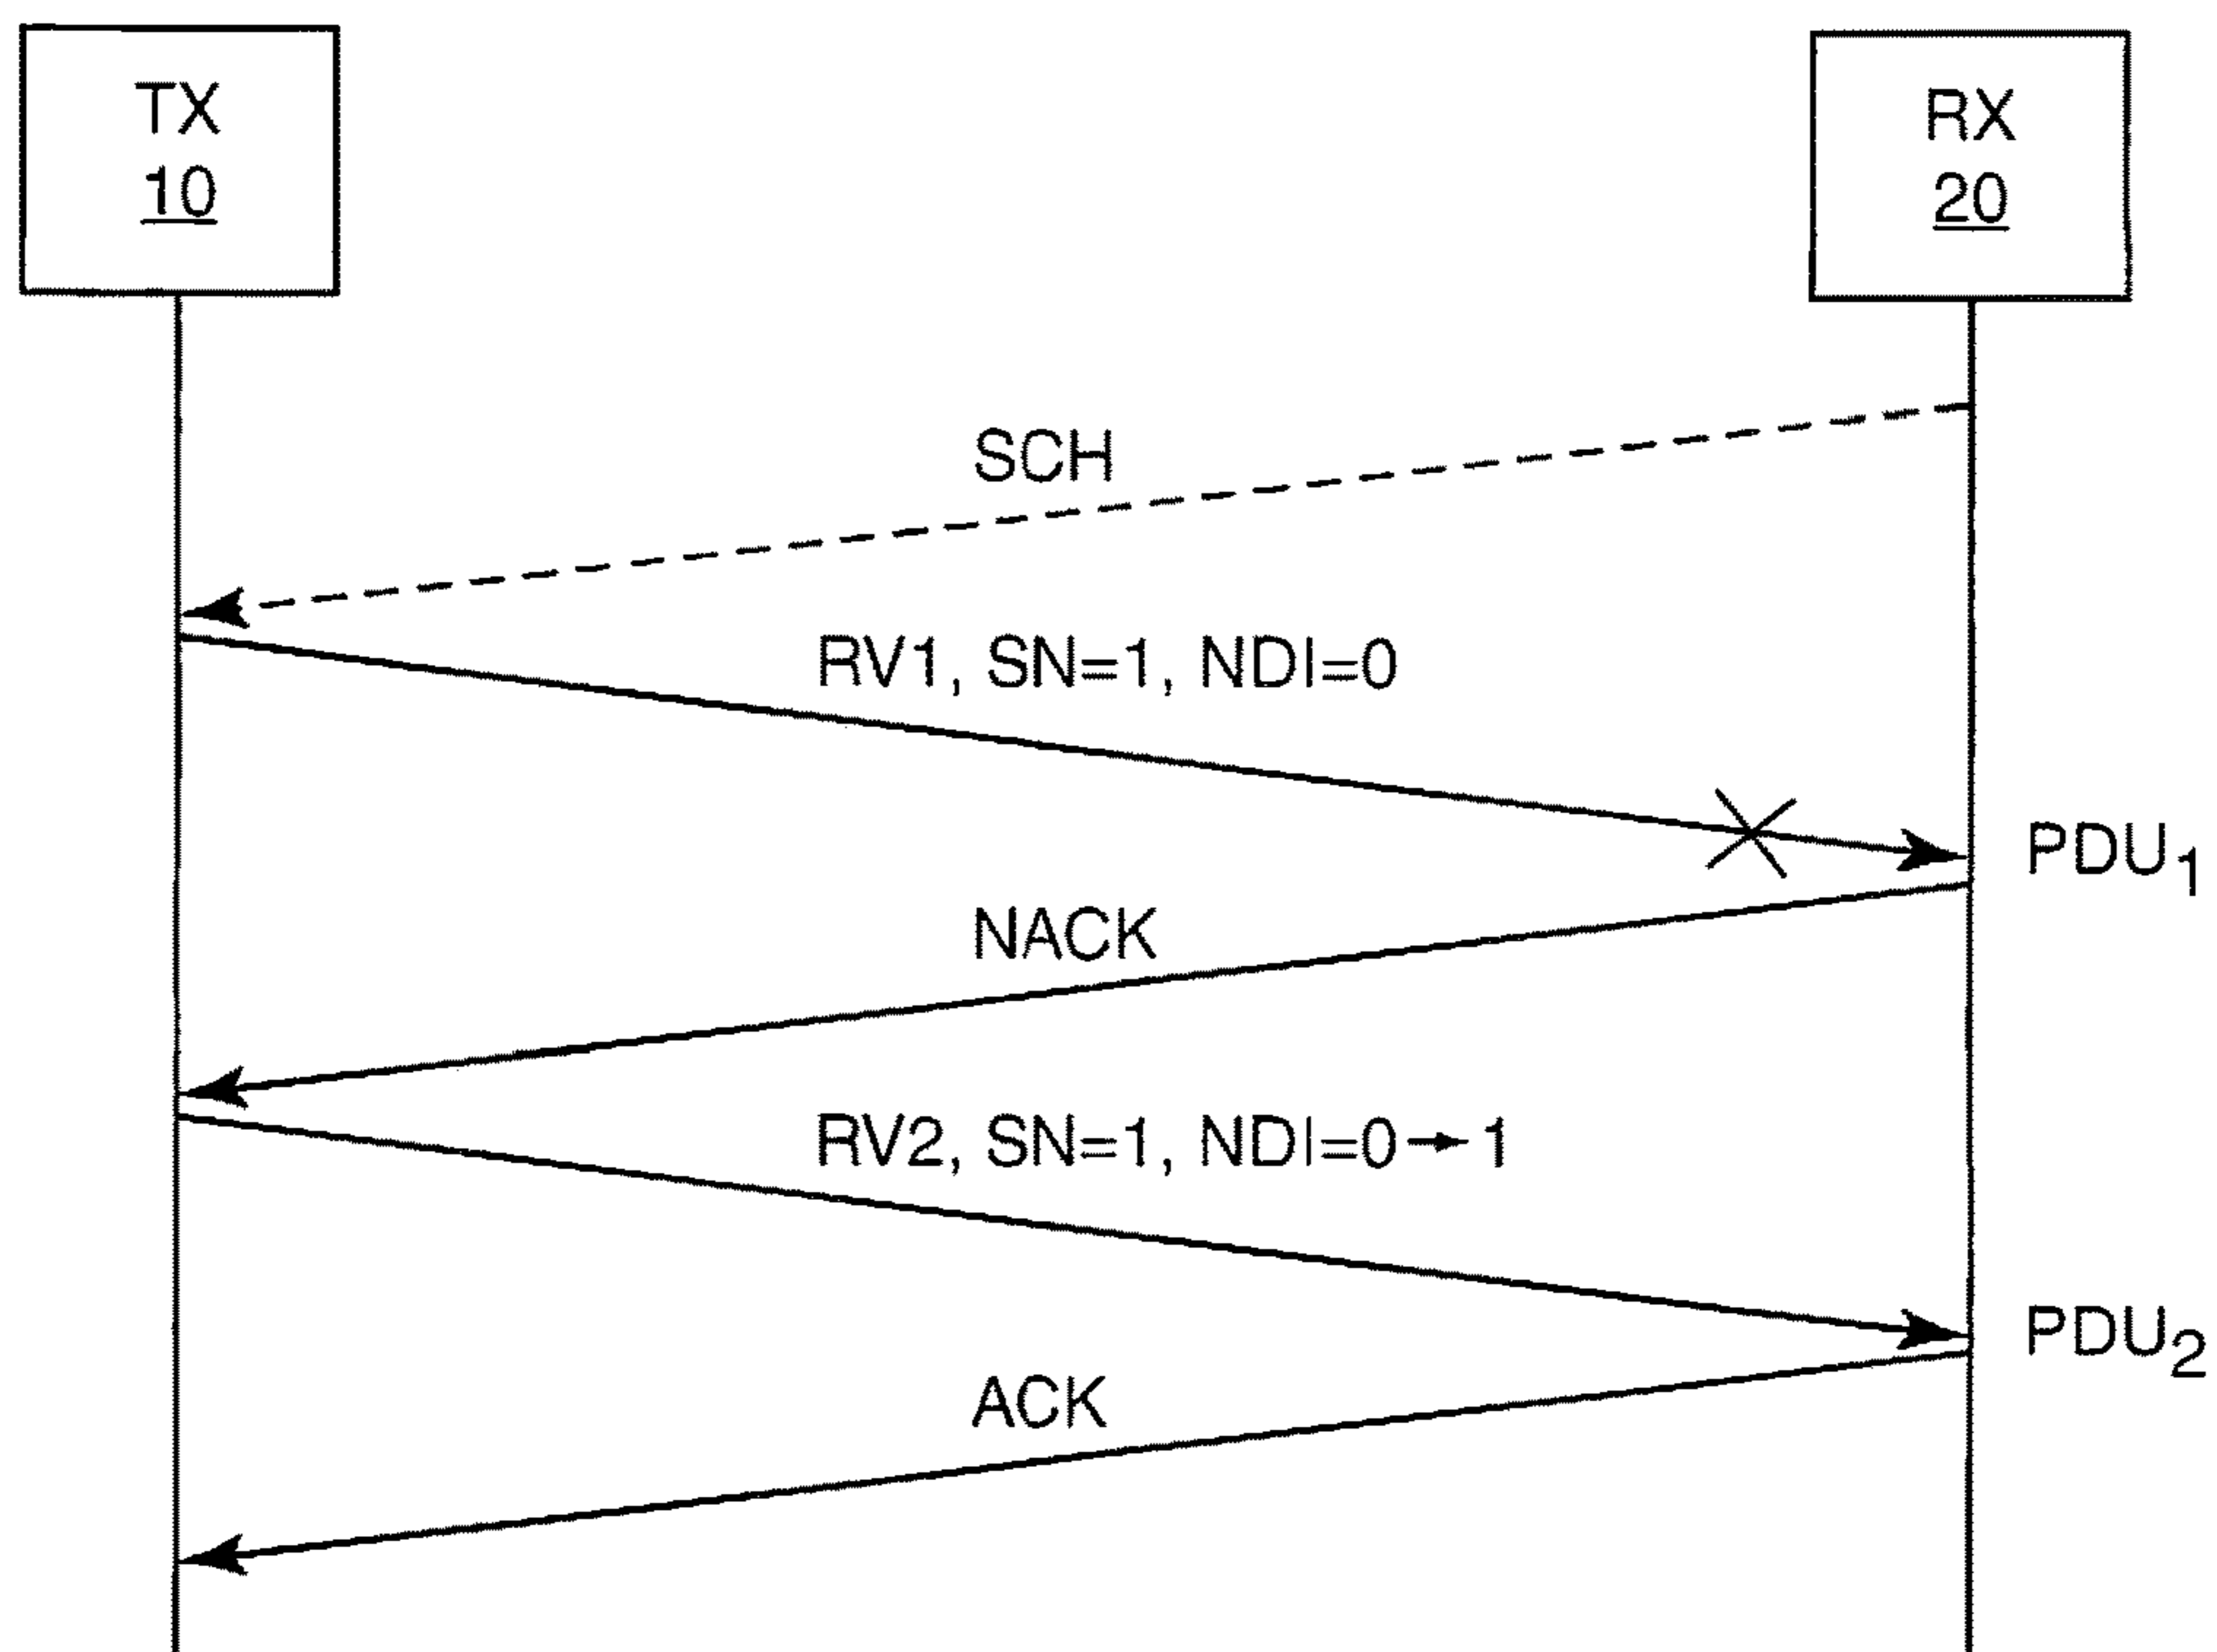 TX
10
RX
20
SCH
RV1, SN=1, NDI=0
PDU1
NACK
RV2, SN=1, NDI=0→1
PDU2
ACK